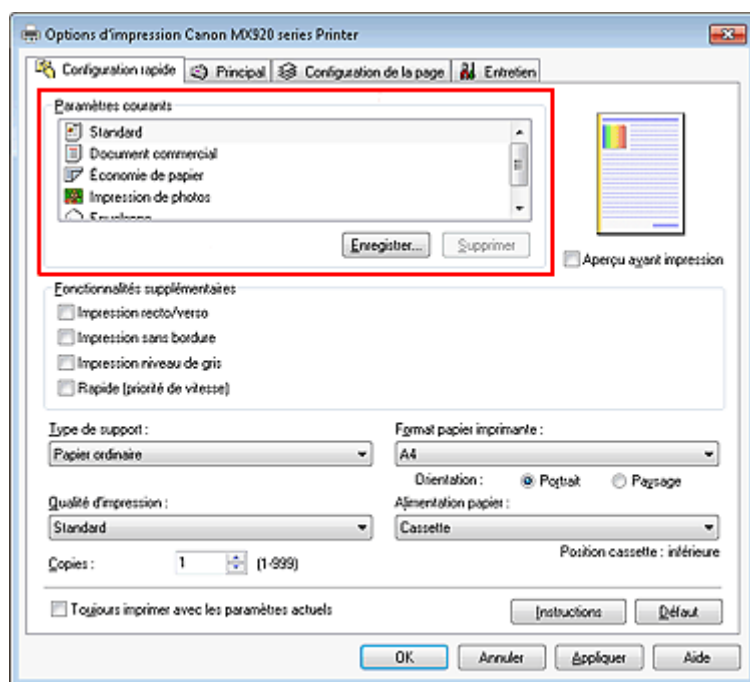 Options d'impression Canon MX920 series Printer
Configuration rapide Principal Configuration de la page Entretien
Paramètres courants
Standard
Document commercial
Économie de papier
Impression de photos
Enveloppe
Enregistrer... Supprimer
Aperçu avant impression
Fonctionnalités supplémentaires
Impression recto/verso
Impression sans bordure
Impression niveau de gris
Rapide (priorité de vitesse)
Type de support :
Papier ordinaire
Format papier imprimante :
A4
Orientation : Portrait Paysage
Qualité d'impression :
Standard
Alimentation papier :
Cassette
Position cassette : inférieure
Copies : 1 (1-999)
Toujours imprimer avec les paramètres actuels
Instructions Défaut
OK Annuler Appliquer Aide